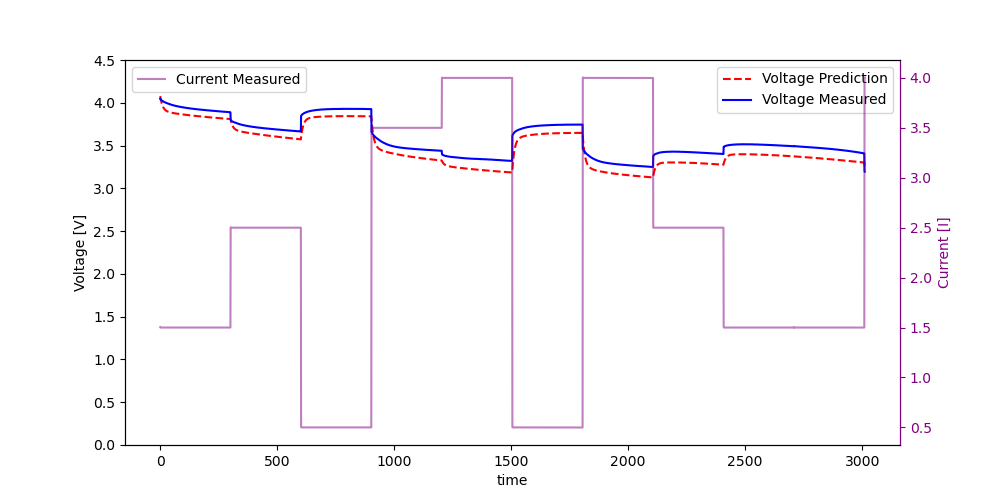 Current Measured
Voltage Prediction
Voltage Measured
Voltage [V]
4.5
4.0
3.5
3.0
2.5
2.0
1.5
1.0
0.5
0.0
4.0
3.5
3.0
2.5
2.0
1.5
1.0
0.5
Current [I]
0 500 1000 1500 2000 2500 3000
time